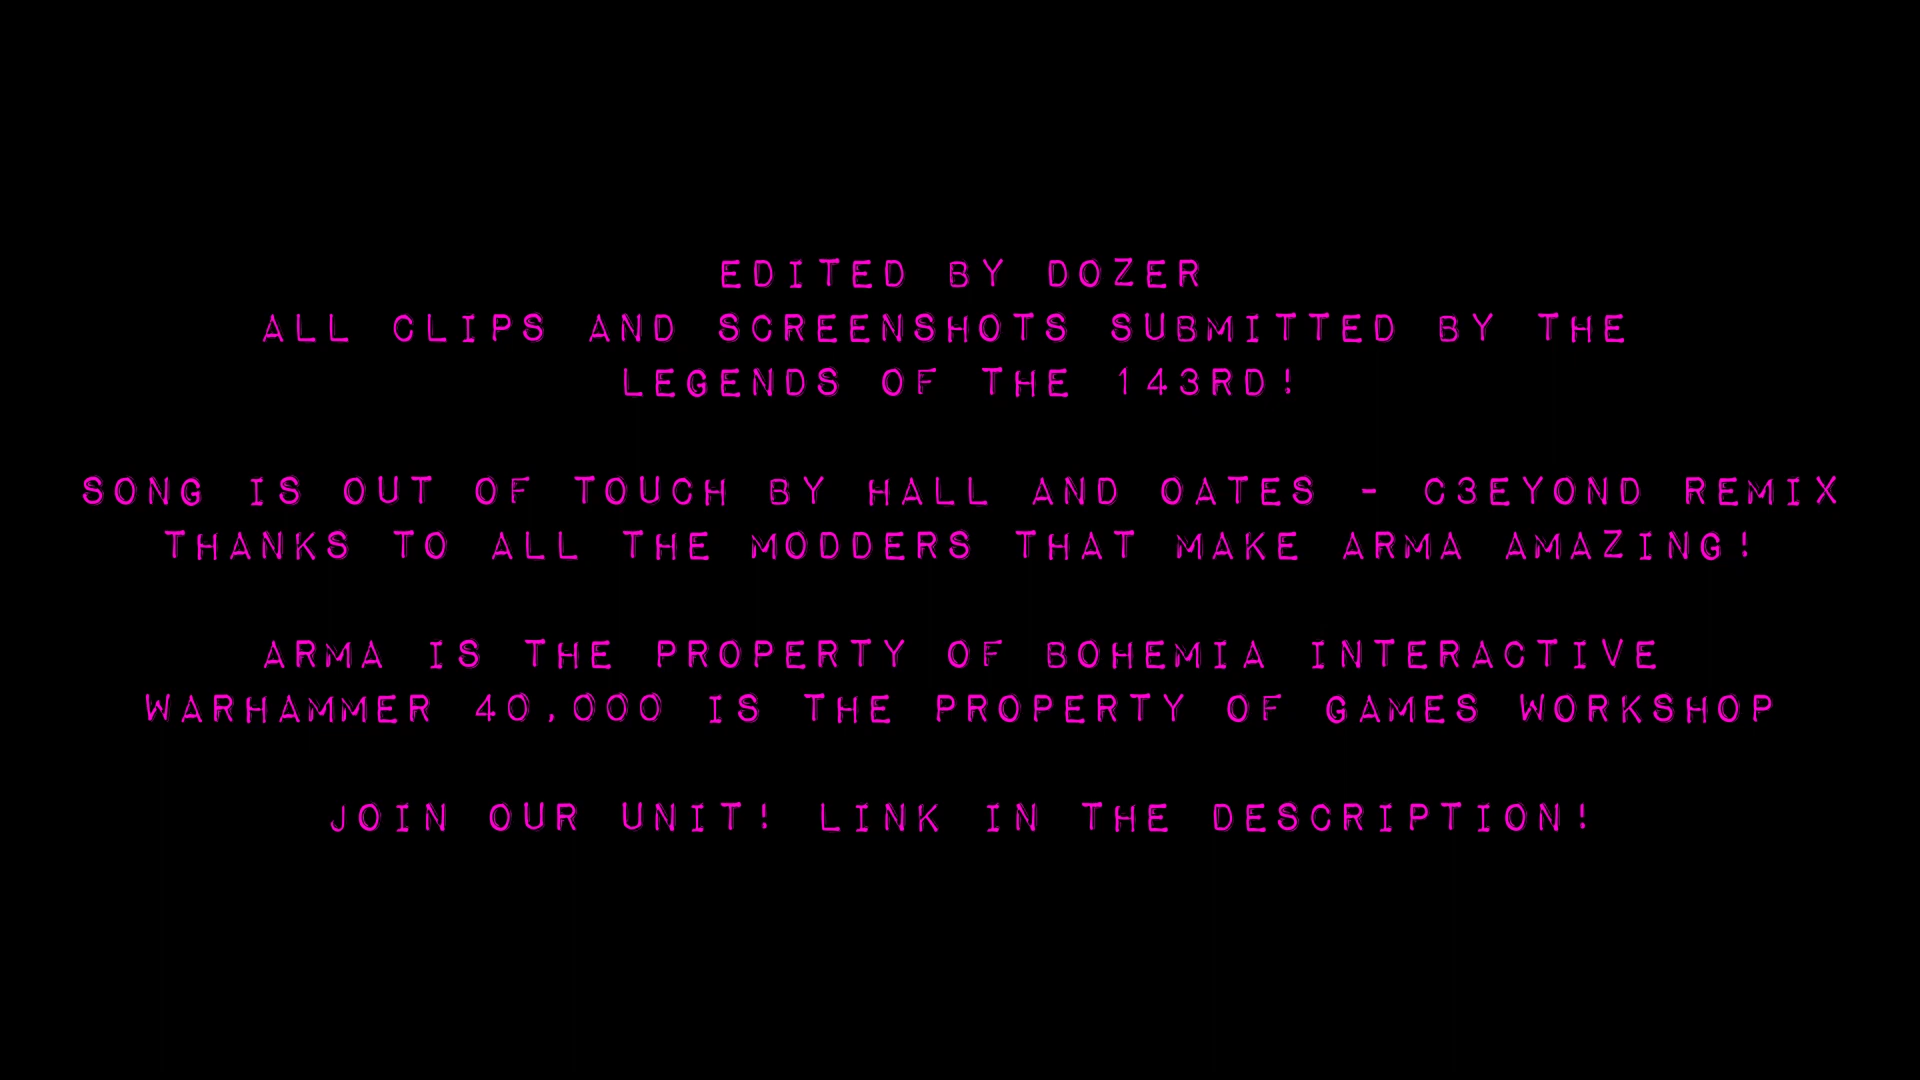 EDITED BY DOZER
ALL CLIPS AND SCREENSHOTS SUBMITTED BY THE
LEGENDS OF THE 143RD!
SONG IS OUT OF TOUCH BY HALL AND OATES - C3EYOND REMIX
THANKS TO ALL THE MODDERS THAT MAKE ARMA AMAZING!
ARMA IS THE PROPERTY OF BOHEMIA INTERACTIVE
WARHAMMER 40,000 IS THE PROPERTY OF GAMES WORKSHOP
JOIN OUR UNIT! LINK IN THE DESCRIPTION!